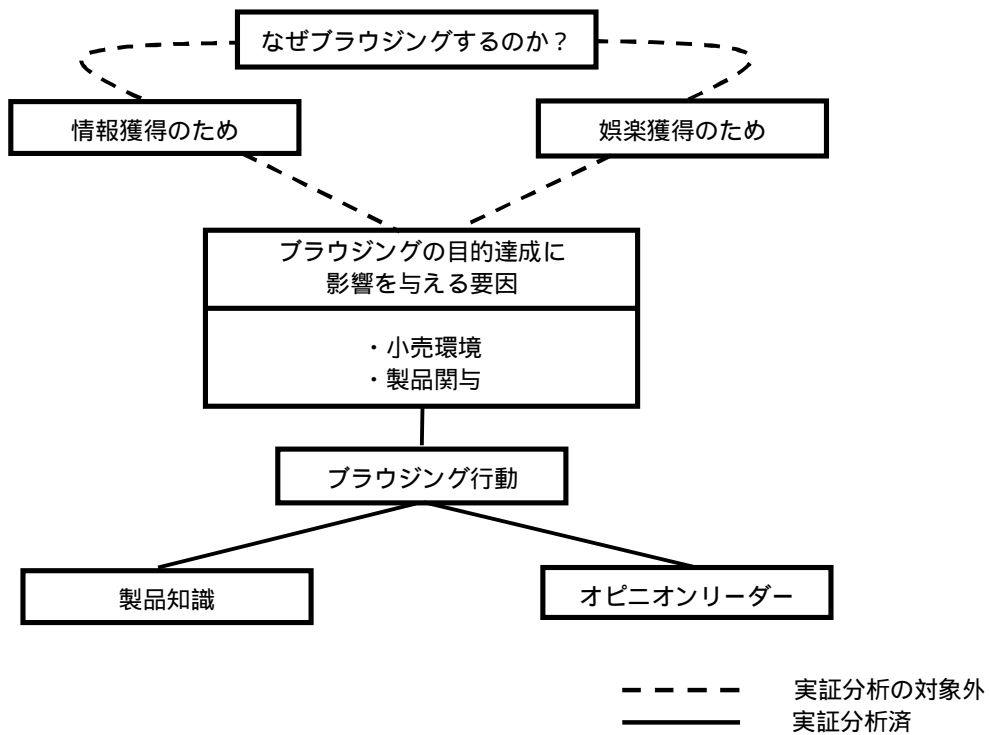 なぜブラウジングするのか？
情報獲得のため
娯楽獲得のため
ブラウジングの目的達成に
影響を与える要因
・小売環境
・製品関与
ブラウジング行動
製品知識
オピニオンリーダー
実証分析の対象外
実証分析済